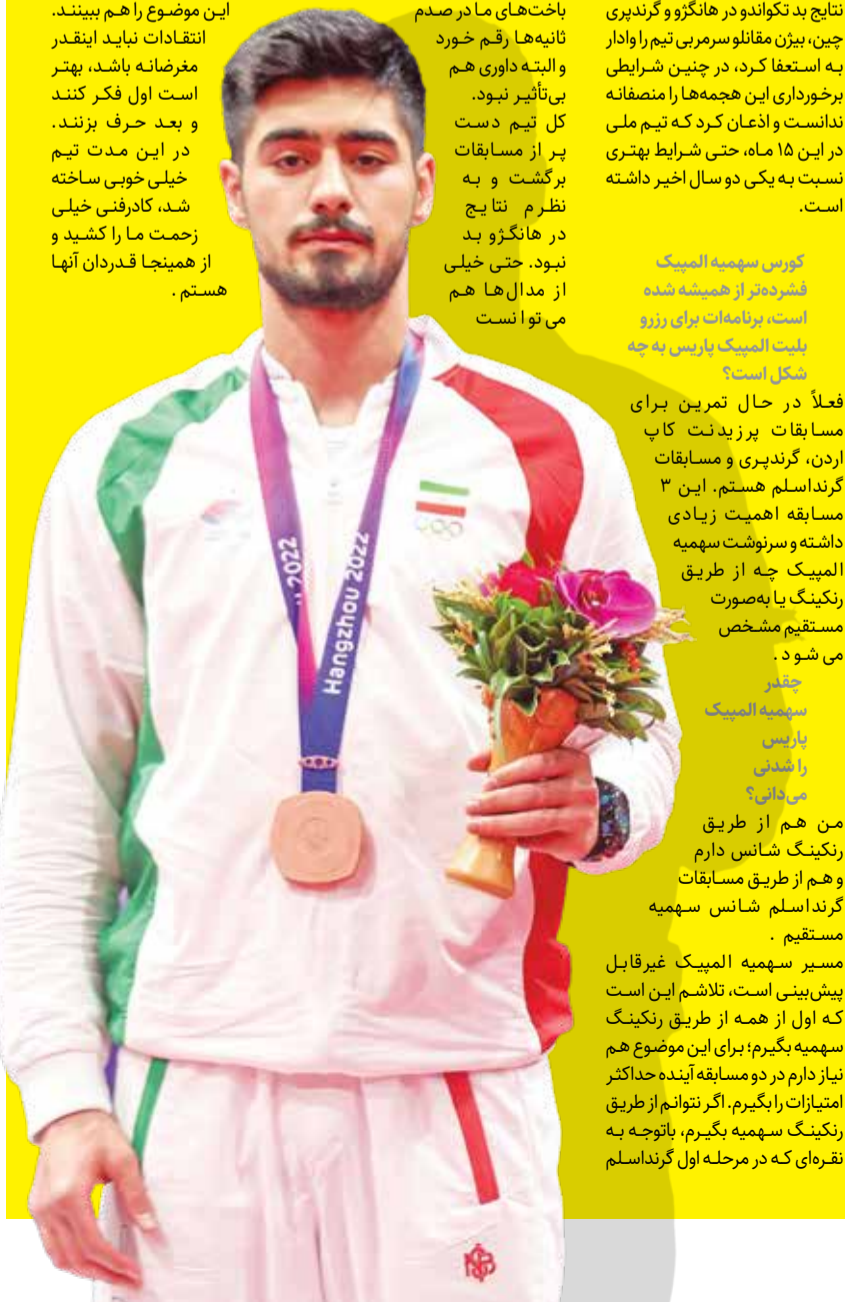 نتایج بد تکواندو در هانگژو و گرندپری
چین، بیژن مقانلو سرمربی تیم را وادار
به استعفا کرد، در چنین شرایطی
برخورداری این هجمه‌ها را منصفانه
ندانست و اذعان کرد که تیم ملی
در این ۱۵ ماه، حتی شرایط بهتری
نسبت به یکی دو سال اخیر داشته
است.
کورس سهمیه المپیک
فشرده‌تر از همیشه شده
است، برنامه‌ات برای رزرو
بلیت المپیک پاریس به چه
شکل است؟
فعلاً در حال تمرین برای
مسابقات پرزیدنت کاپ
اردن، گرندپری و مسابقات
گرنداسلم هستم. این ۳
مسابقه اهمیت زیادی
داشته و سرنوشت سهمیه
المپیک چه از طریق
رنکینگ یا به‌صورت
مستقیم مشخص
می شود.
چقدر
سهمیه المپیک
پاریس
را شدنی
می‌دانی؟
من هم از طریق
رنکینگ شانس دارم
و هم از طریق مسابقات
گرنداسلم شانس سهمیه
مستقیم .
مسیر سهمیه المپیک غیرقابل
پیش‌بینی است، تلاشم این است
که اول از همه از طریق رنکینگ
سهمیه بگیرم؛ برای این موضوع هم
نیاز دارم در دو مسابقه آینده حداکثر
امتیازات را بگیرم. اگر نتوانم از طریق
رنکینگ سهمیه بگیرم، باتوجه به
نقره‌ای که در مرحله اول گرنداسلم
باخت‌های ما در صدم
ثانیه‌ها رقم خورد
و البته داوری هم
بی‌تأثیر نبود.
کل تیم دست
پر از مسابقات
برگشت و به
نظرم نتایج
در هانگژو بد
نبود. حتی خیلی
از مدال‌ها هم
می توانست
این موضوع را هم ببینند.
انتقادات نباید اینقدر
مغرضانه باشد، بهتر
است اول فکر کنند
و بعد حرف بزنند.
در این مدت تیم
خیلی خوبی ساخته
شد، کادرفنی خیلی
زحمت ما را کشید و
از همینجا قدردان آنها
هستم .
u 2022
Hangzhou 2022